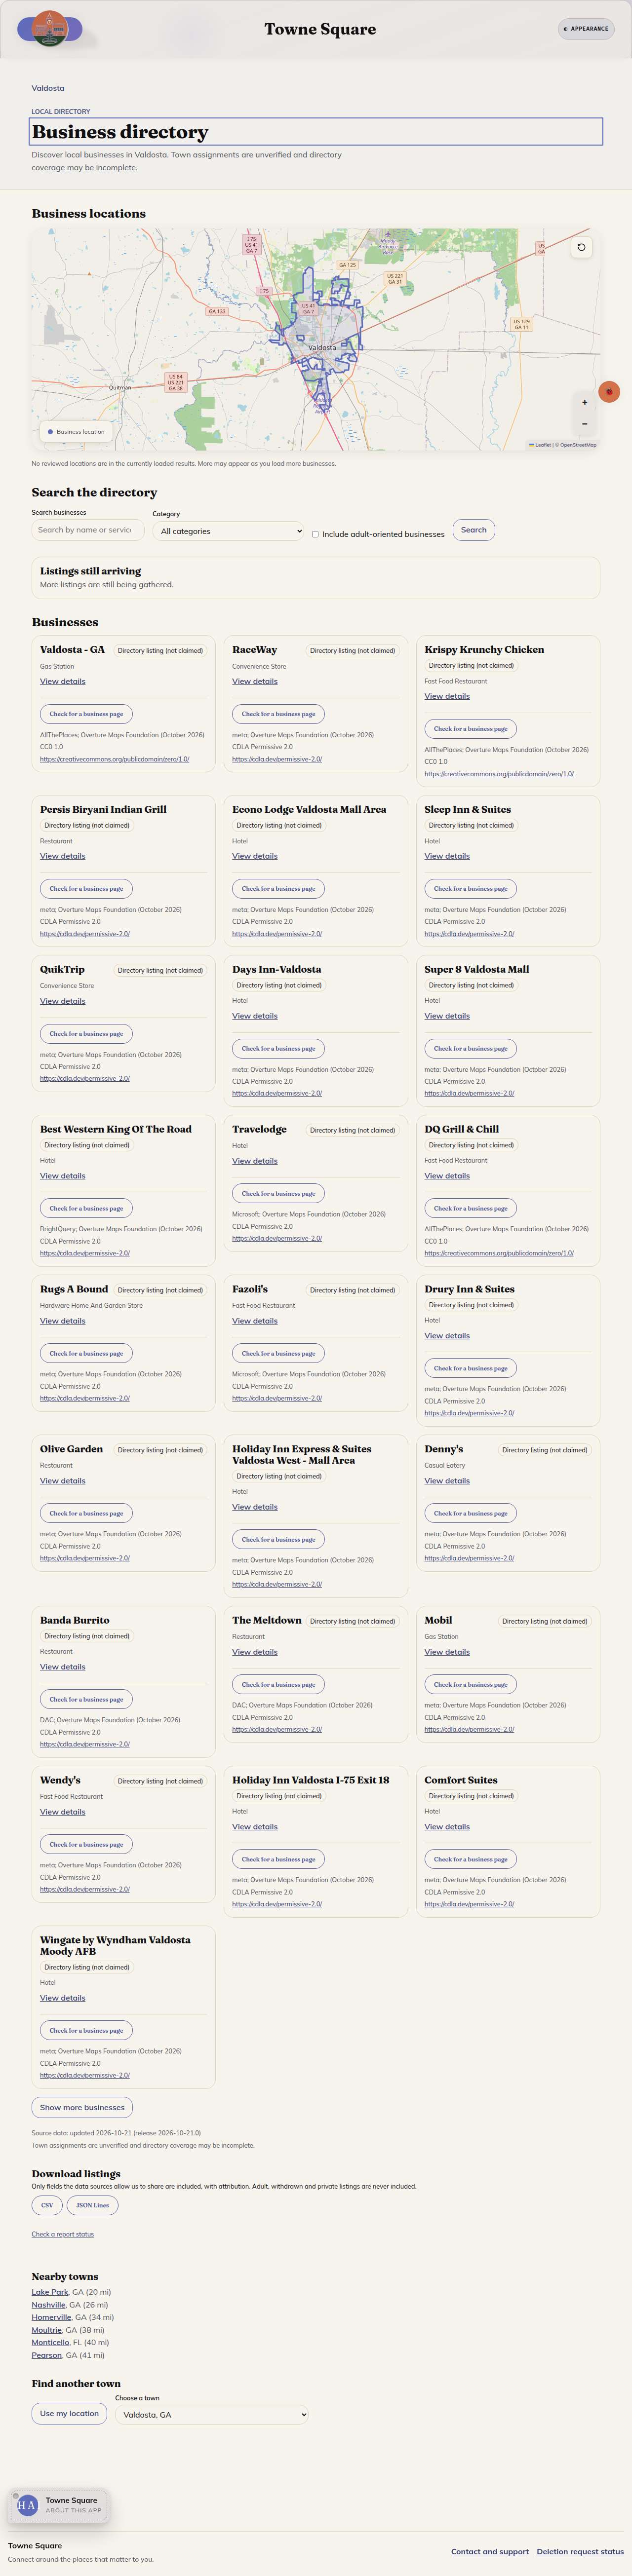 Towne Square
APPEARANCE
Valdosta
LOCAL DIRECTORY
Business directory
Discover local businesses in Valdosta. Town assignments are unverified and directory
coverage may be incomplete.
Business locations
I 75
US 41
GA 7
GA 125
US 221
GA 31
I 75
US 41
GA 7
GA 133
US 129
GA 11
Valdosta
US 84
US 221
GA 38
Quitman
Business location
+
−
Leaflet | © OpenStreetMap
No reviewed locations are in the currently loaded results. More may appear as you load more businesses.
Search the directory
Search businesses
Category
Search by name or servic
All categories
Include adult-oriented businesses
Search
Listings still arriving
More listings are still being gathered.
Businesses
Valdosta - GA
Directory listing (not claimed)
Gas Station
View details
Check for a business page
AllThePlaces; Overture Maps Foundation (October 2026)
CC0 1.0
https://creativecommons.org/publicdomain/zero/1.0/
RaceWay
Directory listing (not claimed)
Convenience Store
View details
Check for a business page
meta; Overture Maps Foundation (October 2026)
CDLA Permissive 2.0
https://cdla.dev/permissive-2.0/
Krispy Krunchy Chicken
Directory listing (not claimed)
Fast Food Restaurant
View details
Check for a business page
AllThePlaces; Overture Maps Foundation (October 2026)
CC0 1.0
https://creativecommons.org/publicdomain/zero/1.0/
Persis Biryani Indian Grill
Directory listing (not claimed)
Restaurant
View details
Check for a business page
meta; Overture Maps Foundation (October 2026)
CDLA Permissive 2.0
https://cdla.dev/permissive-2.0/
Econo Lodge Valdosta Mall Area
Directory listing (not claimed)
Hotel
View details
Check for a business page
meta; Overture Maps Foundation (October 2026)
CDLA Permissive 2.0
https://cdla.dev/permissive-2.0/
Sleep Inn & Suites
Directory listing (not claimed)
Hotel
View details
Check for a business page
meta; Overture Maps Foundation (October 2026)
CDLA Permissive 2.0
https://cdla.dev/permissive-2.0/
QuikTrip
Directory listing (not claimed)
Convenience Store
View details
Check for a business page
meta; Overture Maps Foundation (October 2026)
CDLA Permissive 2.0
https://cdla.dev/permissive-2.0/
Days Inn-Valdosta
Directory listing (not claimed)
Hotel
View details
Check for a business page
meta; Overture Maps Foundation (October 2026)
CDLA Permissive 2.0
https://cdla.dev/permissive-2.0/
Super 8 Valdosta Mall
Directory listing (not claimed)
Hotel
View details
Check for a business page
meta; Overture Maps Foundation (October 2026)
CDLA Permissive 2.0
https://cdla.dev/permissive-2.0/
Best Western King Of The Road
Directory listing (not claimed)
Hotel
View details
Check for a business page
BrightQuery; Overture Maps Foundation (October 2026)
CDLA Permissive 2.0
https://cdla.dev/permissive-2.0/
Travelodge
Directory listing (not claimed)
Hotel
View details
Check for a business page
Microsoft; Overture Maps Foundation (October 2026)
CDLA Permissive 2.0
https://cdla.dev/permissive-2.0/
DQ Grill & Chill
Directory listing (not claimed)
Fast Food Restaurant
View details
Check for a business page
AllThePlaces; Overture Maps Foundation (October 2026)
CC0 1.0
https://creativecommons.org/publicdomain/zero/1.0/
Rugs A Bound
Directory listing (not claimed)
Hardware Home And Garden Store
View details
Check for a business page
meta; Overture Maps Foundation (October 2026)
CDLA Permissive 2.0
https://cdla.dev/permissive-2.0/
Fazoli's
Directory listing (not claimed)
Fast Food Restaurant
View details
Check for a business page
Microsoft; Overture Maps Foundation (October 2026)
CDLA Permissive 2.0
https://cdla.dev/permissive-2.0/
Drury Inn & Suites
Directory listing (not claimed)
Hotel
View details
Check for a business page
meta; Overture Maps Foundation (October 2026)
CDLA Permissive 2.0
https://cdla.dev/permissive-2.0/
Olive Garden
Directory listing (not claimed)
Restaurant
View details
Check for a business page
meta; Overture Maps Foundation (October 2026)
CDLA Permissive 2.0
https://cdla.dev/permissive-2.0/
Holiday Inn Express & Suites
Valdosta West - Mall Area
Directory listing (not claimed)
Hotel
View details
Check for a business page
meta; Overture Maps Foundation (October 2026)
CDLA Permissive 2.0
https://cdla.dev/permissive-2.0/
Denny's
Directory listing (not claimed)
Casual Eatery
View details
Check for a business page
meta; Overture Maps Foundation (October 2026)
CDLA Permissive 2.0
https://cdla.dev/permissive-2.0/
Banda Burrito
Directory listing (not claimed)
Restaurant
View details
Check for a business page
DAC; Overture Maps Foundation (October 2026)
CDLA Permissive 2.0
https://cdla.dev/permissive-2.0/
The Meltdown
Directory listing (not claimed)
Restaurant
View details
Check for a business page
DAC; Overture Maps Foundation (October 2026)
CDLA Permissive 2.0
https://cdla.dev/permissive-2.0/
Mobil
Directory listing (not claimed)
Gas Station
View details
Check for a business page
meta; Overture Maps Foundation (October 2026)
CDLA Permissive 2.0
https://cdla.dev/permissive-2.0/
Wendy's
Directory listing (not claimed)
Fast Food Restaurant
View details
Check for a business page
meta; Overture Maps Foundation (October 2026)
CDLA Permissive 2.0
https://cdla.dev/permissive-2.0/
Holiday Inn Valdosta I-75 Exit 18
Directory listing (not claimed)
Hotel
View details
Check for a business page
meta; Overture Maps Foundation (October 2026)
CDLA Permissive 2.0
https://cdla.dev/permissive-2.0/
Comfort Suites
Directory listing (not claimed)
Hotel
View details
Check for a business page
meta; Overture Maps Foundation (October 2026)
CDLA Permissive 2.0
https://cdla.dev/permissive-2.0/
Wingate by Wyndham Valdosta
Moody AFB
Directory listing (not claimed)
Hotel
View details
Check for a business page
meta; Overture Maps Foundation (October 2026)
CDLA Permissive 2.0
https://cdla.dev/permissive-2.0/
Show more businesses
Source data: updated 2026-10-21 (release 2026-10-21.0)
Town assignments are unverified and directory coverage may be incomplete.
Download listings
Only fields the data sources allow us to share are included, with attribution. Adult, withdrawn and private listings are never included.
CSV
JSON Lines
Check a report status
Nearby towns
Lake Park, GA (20 mi)
Nashville, GA (26 mi)
Homerville, GA (34 mi)
Moultrie, GA (38 mi)
Monticello, FL (40 mi)
Pearson, GA (41 mi)
Find another town
Choose a town
Use my location
Valdosta, GA
HA
Towne Square
ABOUT THIS APP
Towne Square
Connect around the places that matter to you.
Contact and support
Deletion request status